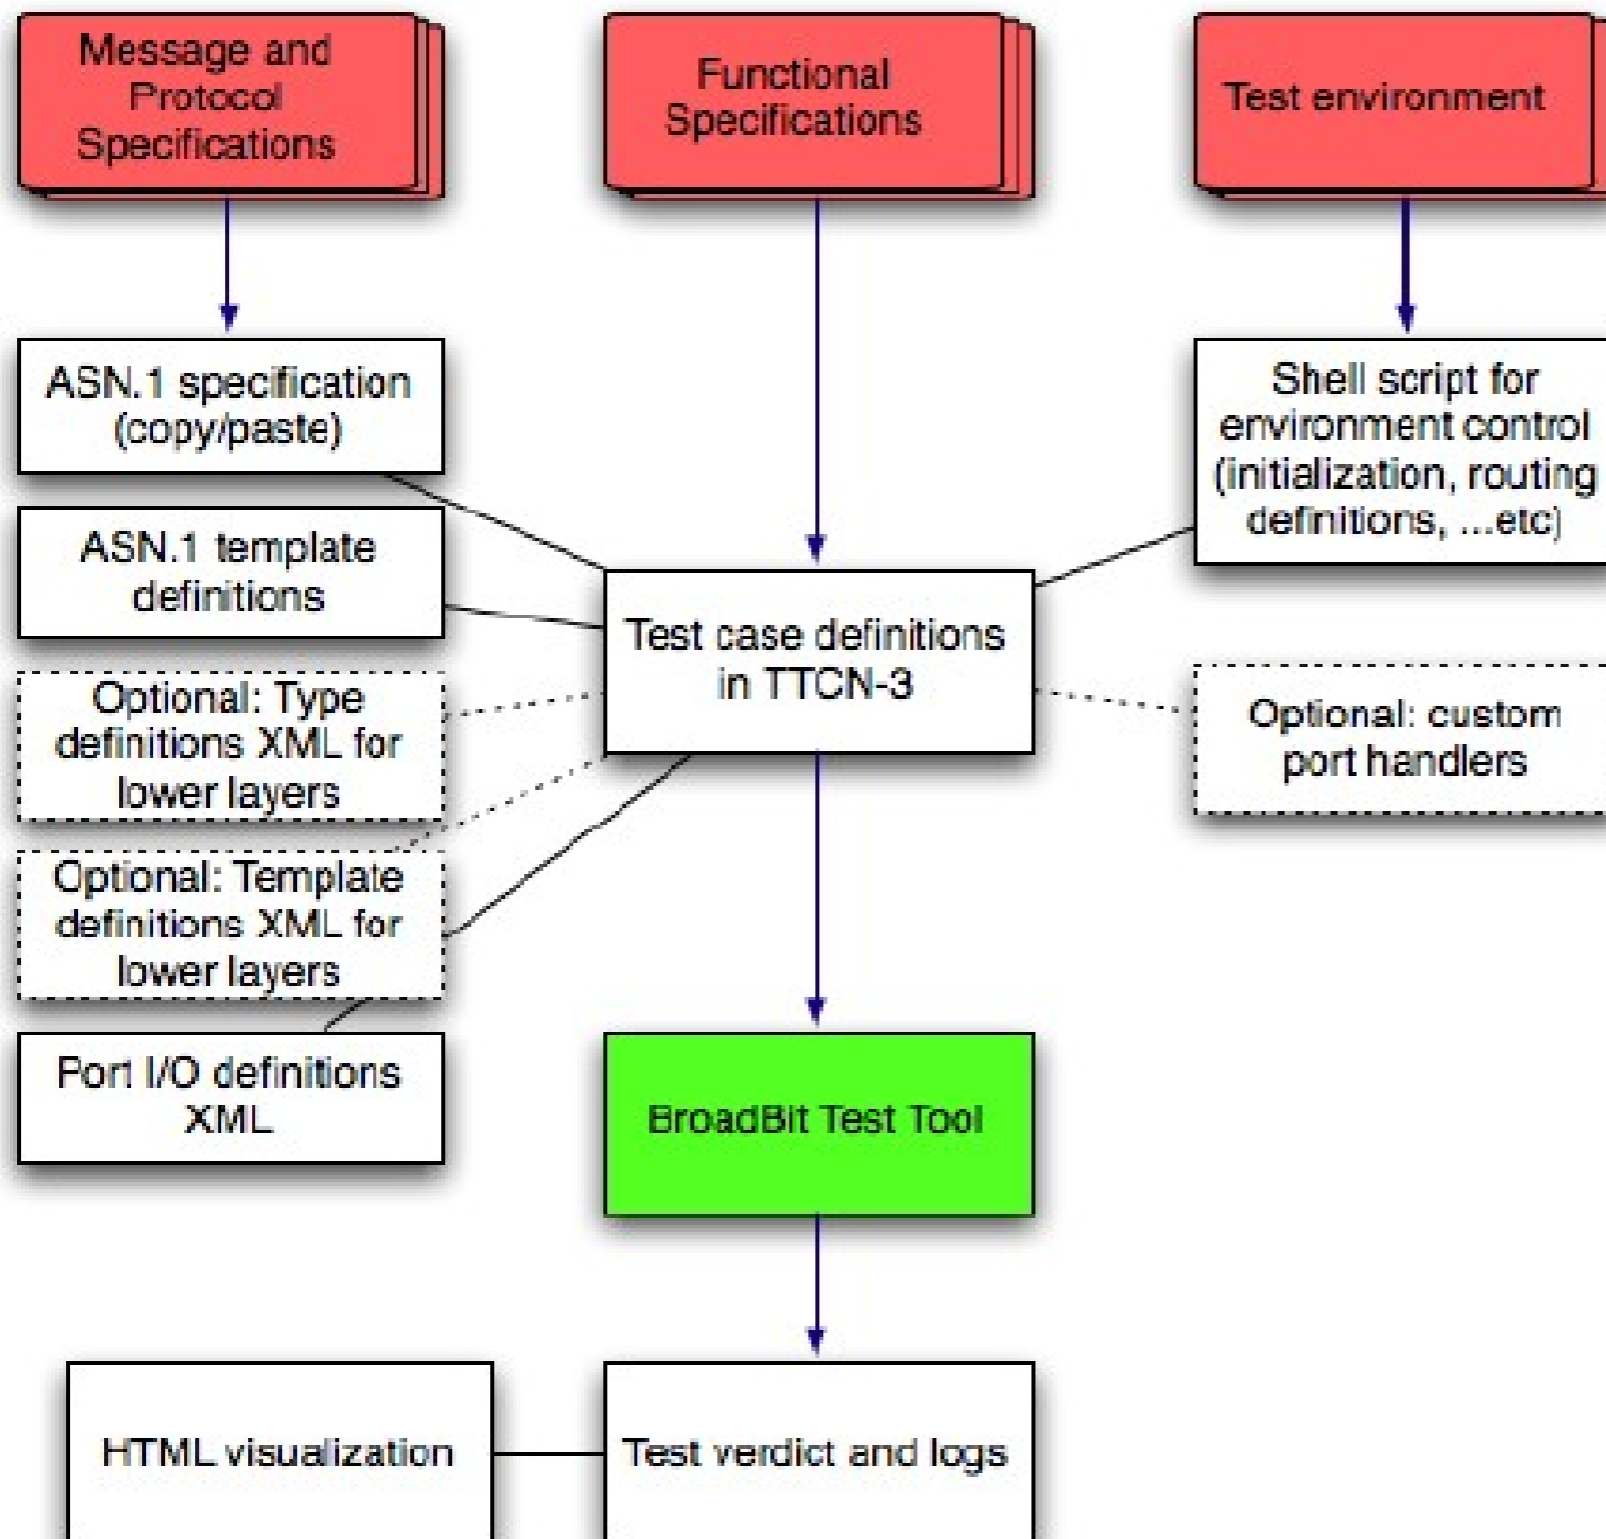 Message and
Protocol
Specifications
Functional
Specifications
Test environment
ASN.1 specification
(copy/paste)
Shell script for
environment control
(initialization, routing
definitions, ...etc)
ASN.1 template
definitions
Test case definitions
in TTCN-3
Optional: Type
definitions XML for
lower layers
Optional: custom
port handlers
Optional: Template
definitions XML for
lower layers
Port I/O definitions
XML
BroadBit Test Tool
HTML visualization
Test verdict and logs